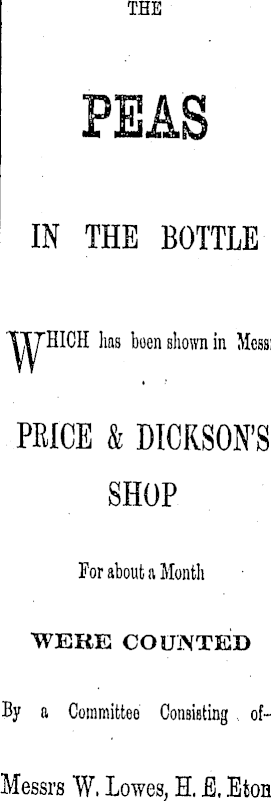 THE
PEAS
IN THE BOTTLE
WHICH has been shown in Mess
PRICE & DICKSON'S
SHOP
For about a Month
WERE COUNTED
By a Committee Consisting of-
Messrs W. Lowes, H. E. Eton